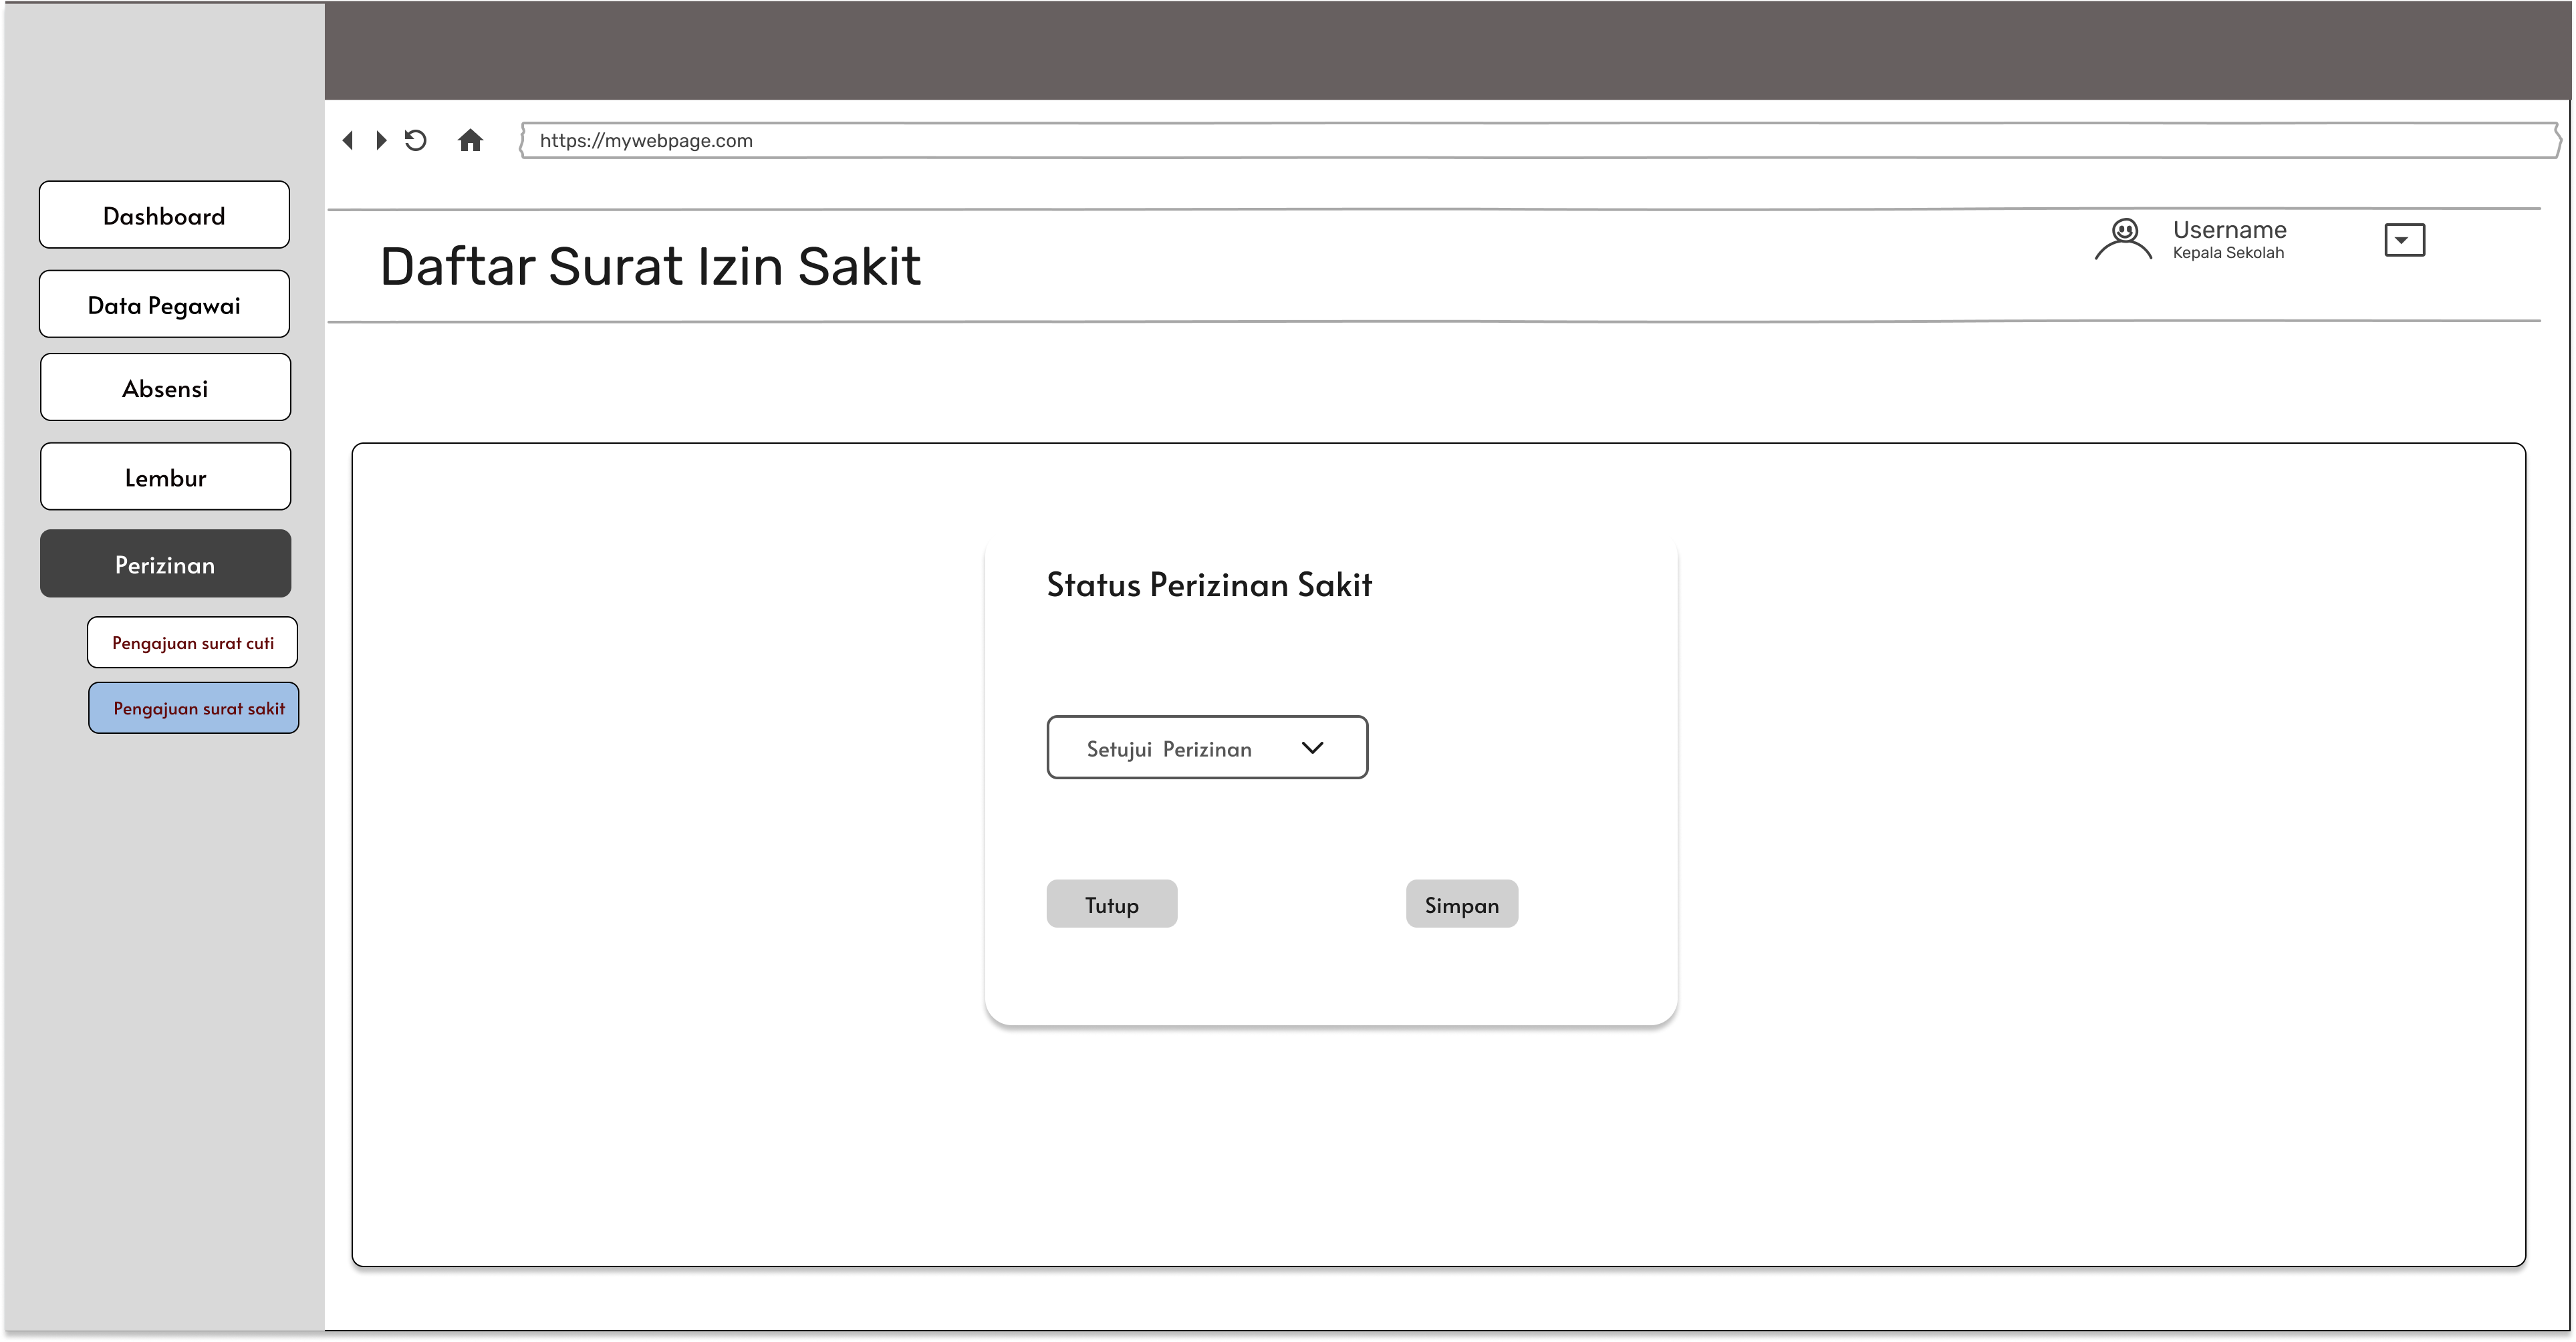 https://mywebpage.com
Dashboard
Data Pegawai
Absensi
Lembur
Perizinan
Pengajuan surat cuti
Pengajuan surat sakit
Daftar Surat Izin Sakit
Username
Kepala Sekolah
Status Perizinan Sakit
Setujui Perizinan
Tutup
Simpan